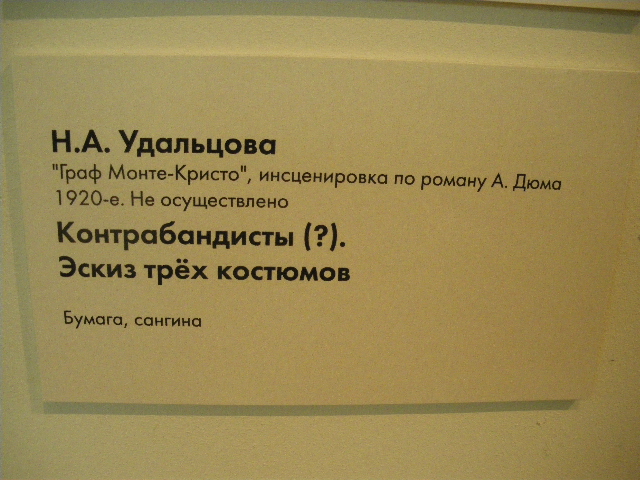 Н.А. Удальцова
"Граф Монте-Кристо", инсценировка по роману А. Дюма
1920-е. Не осуществлено
Контрабандисты (?).
Эскиз трёх костюмов
Бумага, сангина